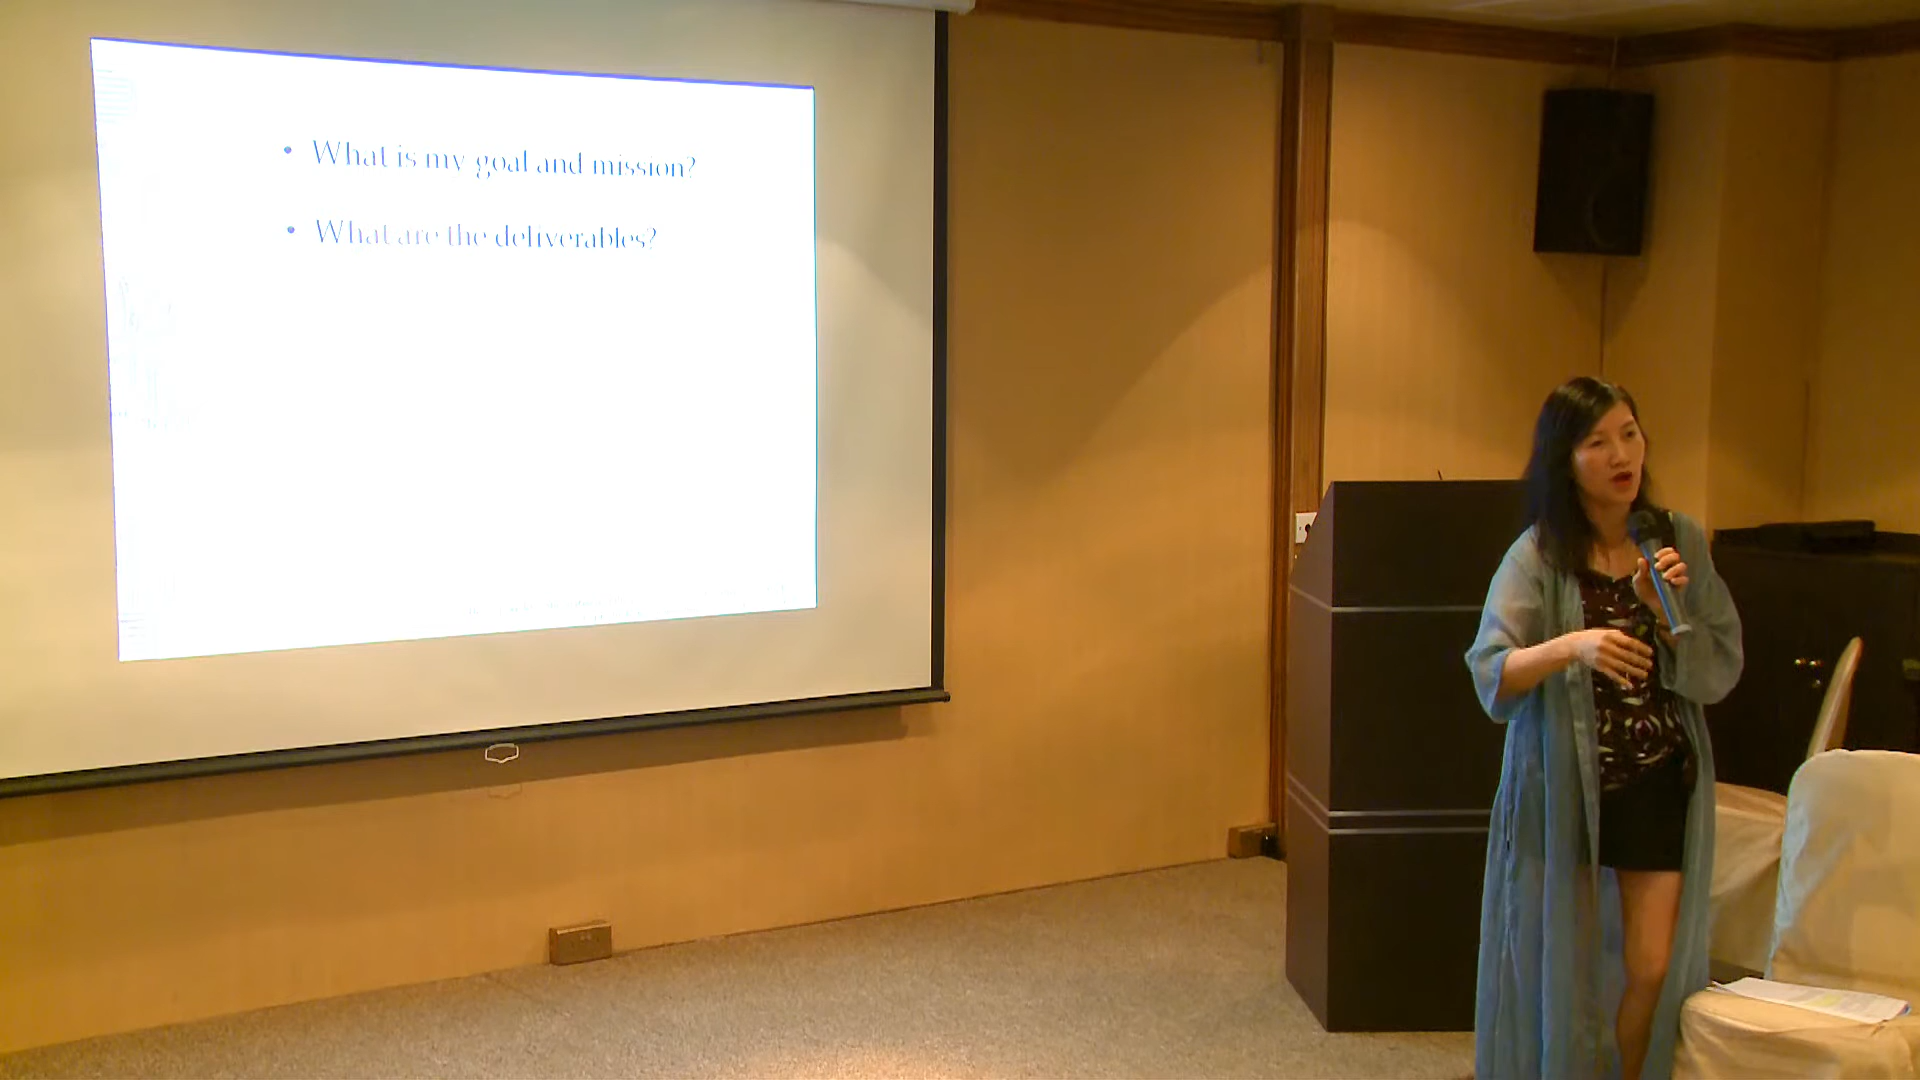 • What is my goal and mission?
• What are the deliverables?